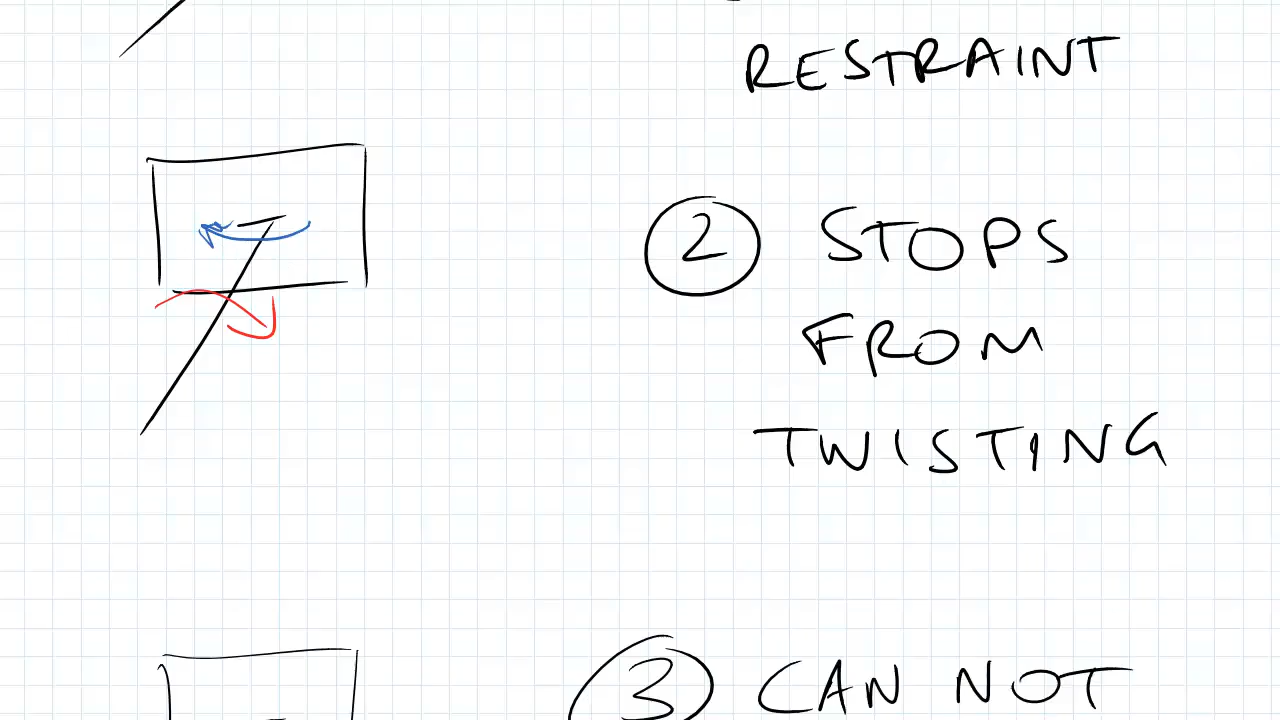 RESTRAINT
2 STOPS
FROM
TWISTING
3 CAN NOT